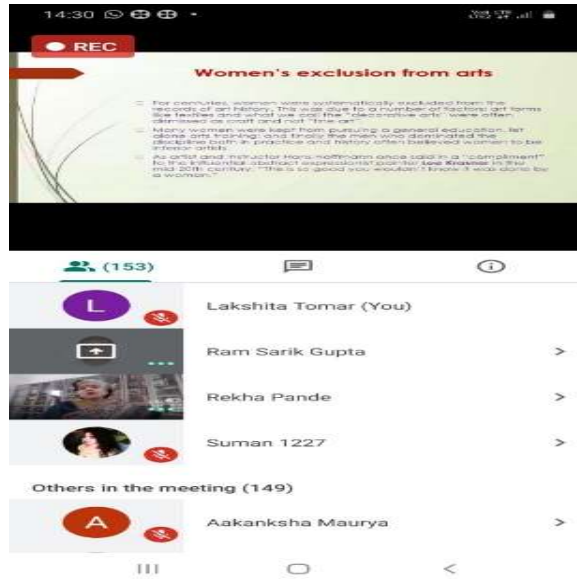 14:30
REC
Women's exclusion from arts
For centuries, women were systematically excluded from the
records of art history. This was due to a number of factors: art forms
like textiles and what we call the "decorative arts" were often
dismissed as craft and not "fine art".
Many women were kept from pursuing a general education, let
alone arts training; and finally the men who dominated the
discipline both in practice and history often believed women to be
inferior artists.
As artist and instructor Hans Hoffmann once said in a "compliment"
to the influential abstract expressionist painter Lee Krasner in the
mid-20th century: "This is so good you wouldn't know it was done by
a woman."
(153)
L
Lakshita Tomar (You)
Ram Sarik Gupta
Rekha Pande
Suman 1227
Others in the meeting (149)
A
Aakanksha Maurya